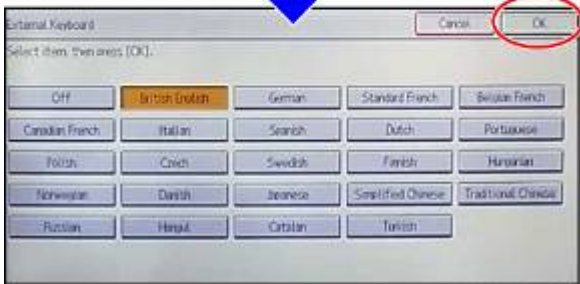 External Keyboard Cancel OK
Select item, then press [OK].
Off British English German Standard French Belgian French
Canadian French Italian Spanish Dutch Portuguese
Polish Czech Swedish Finnish Hungarian
Norwegian Danish Japanese Simplified Chinese Traditional Chinese
Russian Hangul Catalan Turkish